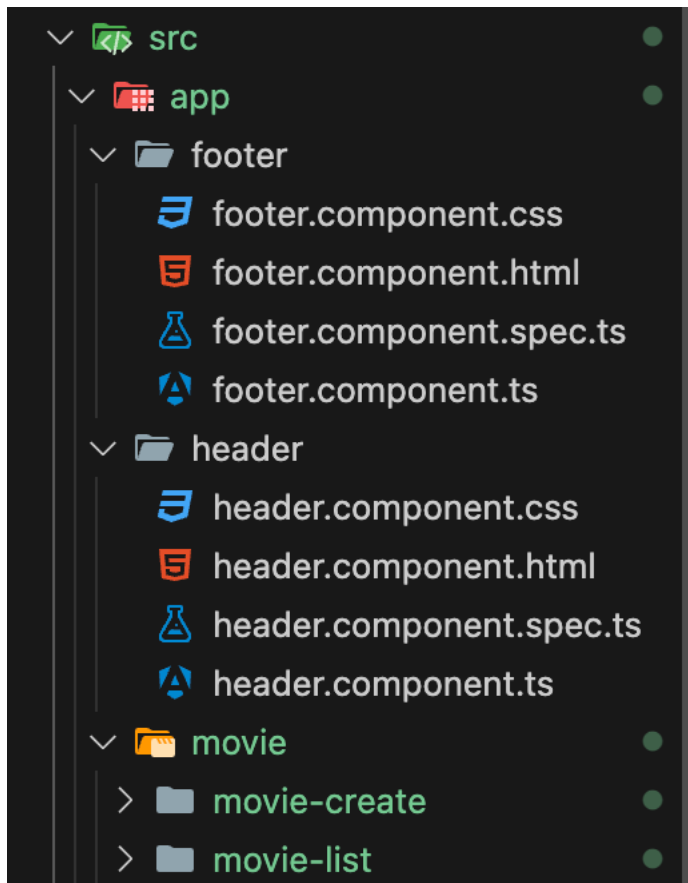 src
app
footer
footer.component.css
footer.component.html
footer.component.spec.ts
footer.component.ts
header
header.component.css
header.component.html
header.component.spec.ts
header.component.ts
movie
movie-create
movie-list